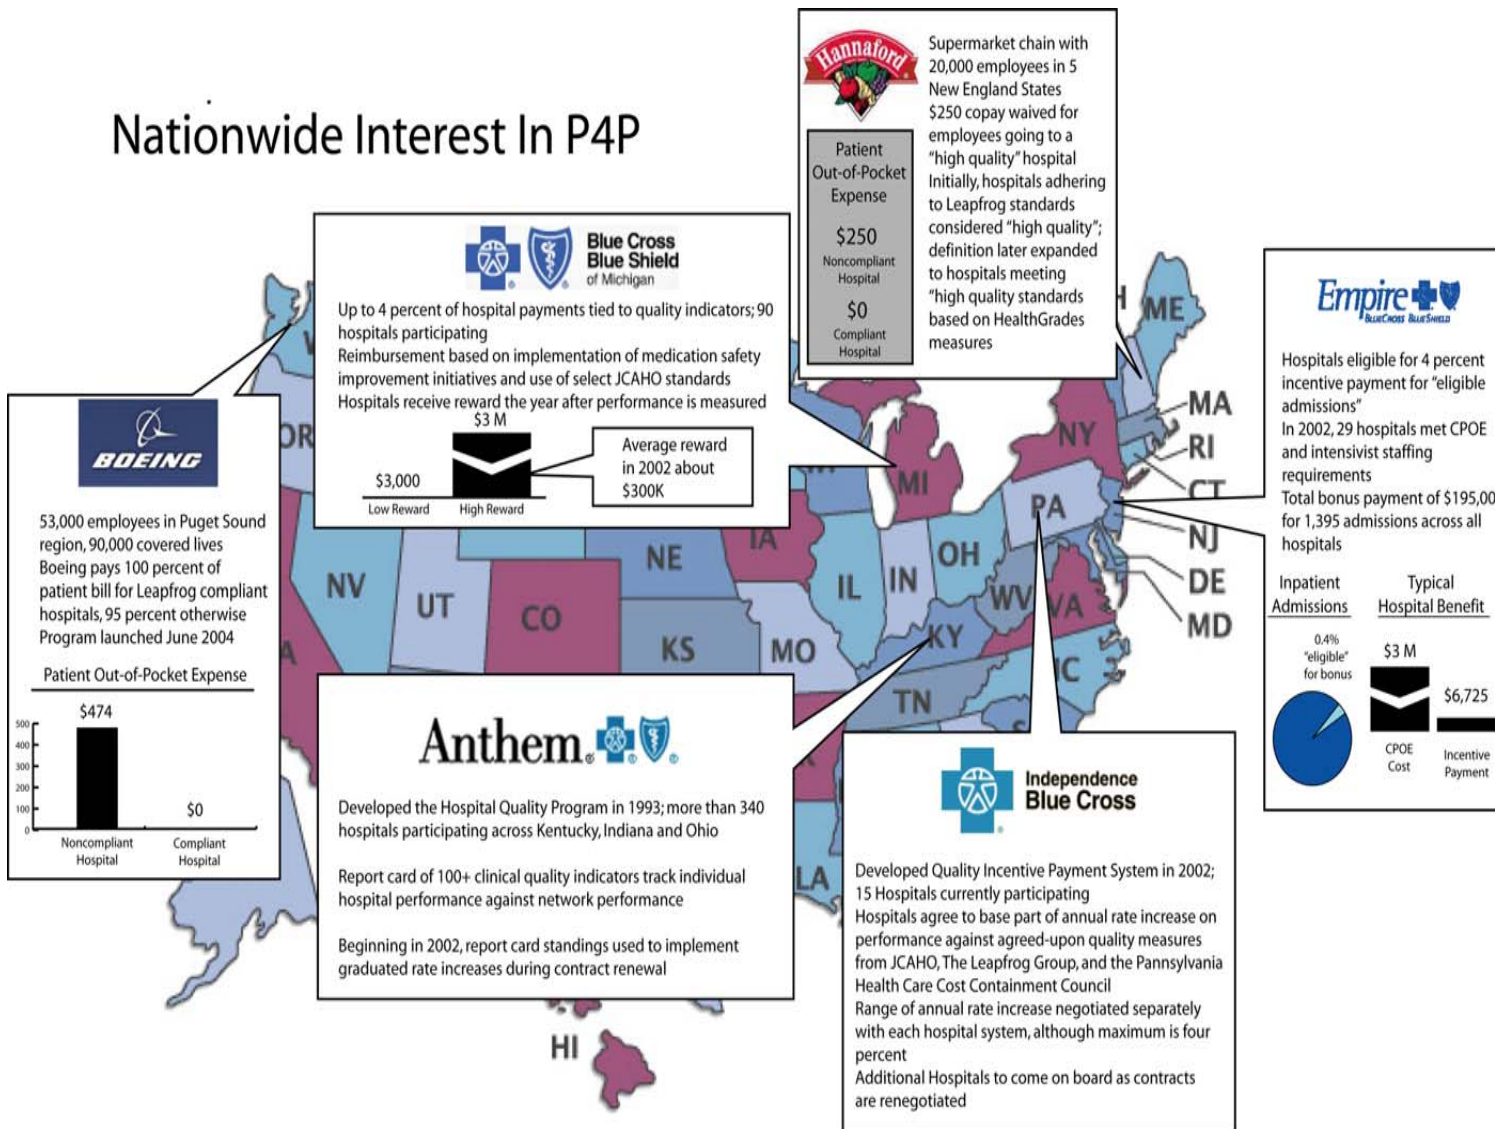 Nationwide Interest In P4P
Hannaford
Supermarket chain with
20,000 employees in 5
New England States
$250 copay waived for
employees going to a
"high quality" hospital
Initially, hospitals adhering
to Leapfrog standards
considered "high quality";
definition later expanded
to hospitals meeting
"high quality standards
based on HealthGrades
measures
Patient
Out-of-Pocket
Expense
$250
Noncompliant
Hospital
$0
Compliant
Hospital
Blue Cross
Blue Shield
of Michigan
Up to 4 percent of hospital payments tied to quality indicators; 90
hospitals participating
Reimbursement based on implementation of medication safety
improvement initiatives and use of select JCAHO standards
Hospitals receive reward the year after performance is measured
$3 M
$3,000
Low Reward
High Reward
Average reward
in 2002 about
$300K
Empire
BlueCross BlueShield
Hospitals eligible for 4 percent
incentive payment for "eligible
admissions"
In 2002, 29 hospitals met CPOE
and intensivist staffing
requirements
Total bonus payment of $195,00
for 1,395 admissions across all
hospitals
Inpatient
Admissions
0.4%
"eligible"
for bonus
Typical
Hospital Benefit
$3 M
$6,725
CPOE
Cost
Incentive
Payment
BOEING
53,000 employees in Puget Sound
region, 90,000 covered lives
Boeing pays 100 percent of
patient bill for Leapfrog compliant
hospitals, 95 percent otherwise
Program launched June 2004
Patient Out-of-Pocket Expense
$474
500
400
300
200
100
0
$0
Noncompliant
Hospital
Compliant
Hospital
Anthem
Developed the Hospital Quality Program in 1993; more than 340
hospitals participating across Kentucky, Indiana and Ohio
Report card of 100+ clinical quality indicators track individual
hospital performance against network performance
Beginning in 2002, report card standings used to implement
graduated rate increases during contract renewal
Independence
Blue Cross
Developed Quality Incentive Payment System in 2002;
15 Hospitals currently participating
Hospitals agree to base part of annual rate increase on
performance against agreed-upon quality measures
from JCAHO, The Leapfrog Group, and the Pannsylvania
Health Care Cost Containment Council
Range of annual rate increase negotiated separately
with each hospital system, although maximum is four
percent
Additional Hospitals to come on board as contracts
are renegotiated
ME
MA
RI
CT
NJ
DE
MD
NY
PA
MI
OH
IN
IL
WV
VA
KY
TN
IA
NE
KS
MO
CO
UT
NV
OR
LA
HI